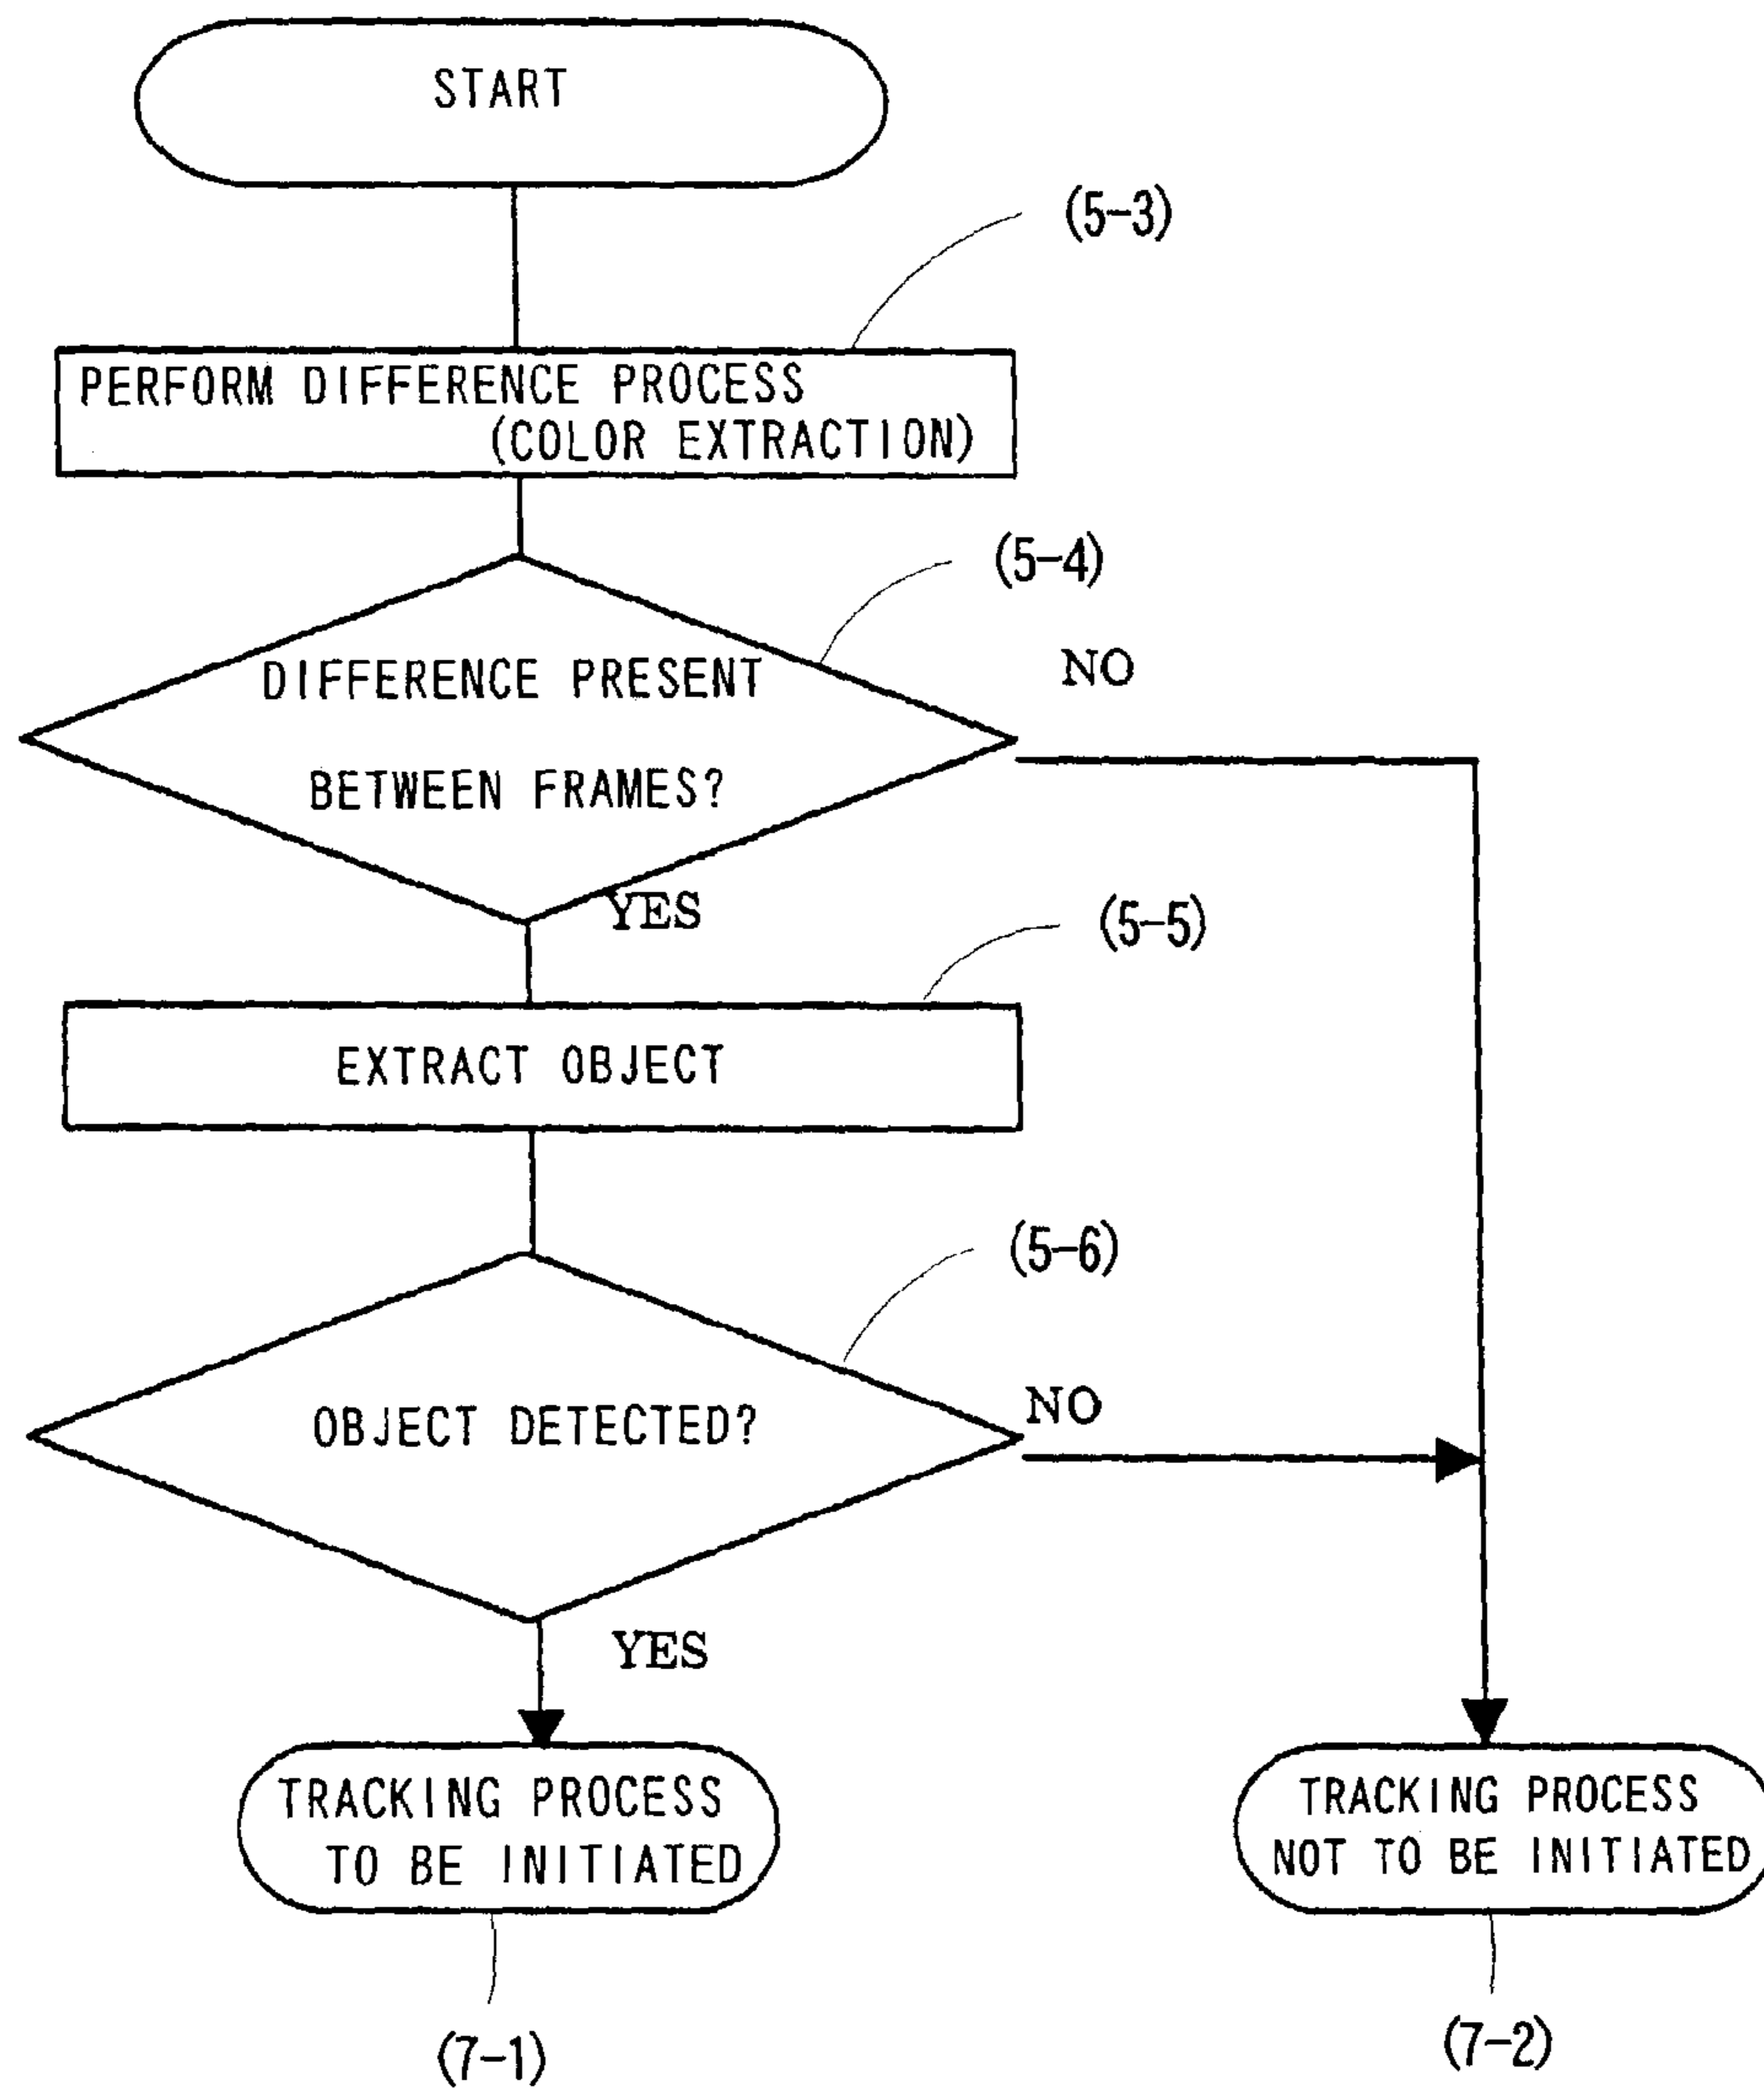 START
(5-3)
PERFORM DIFFERENCE PROCESS
(COLOR EXTRACTION)
(5-4)
NO
DIFFERENCE PRESENT
BETWEEN FRAMES?
YES
(5-5)
EXTRACT OBJECT
(5-6)
NO
OBJECT DETECTED?
YES
TRACKING PROCESS
TO BE INITIATED
TRACKING PROCESS
NOT TO BE INITIATED
(7-1)
(7-2)